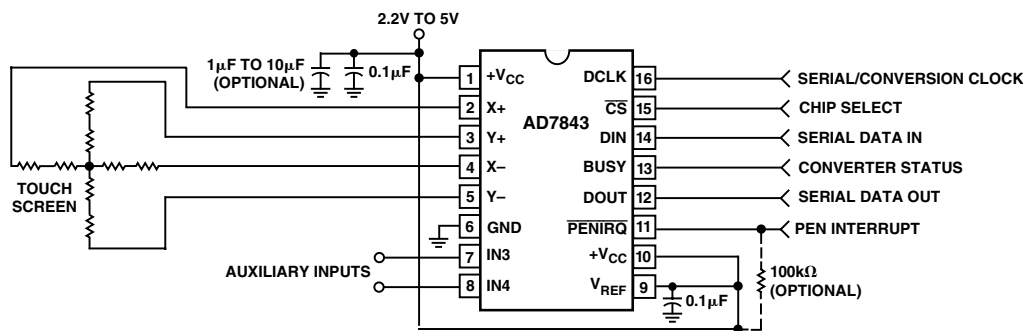 2.2V TO 5V
1µF TO 10µF
(OPTIONAL)
0.1µF
TOUCH
SCREEN
AUXILIARY INPUTS
AD7843
1 +VCC
2 X+
3 Y+
4 X–
5 Y–
6 GND
7 IN3
8 IN4
DCLK 16
CS 15
DIN 14
BUSY 13
DOUT 12
PENIRQ 11
+VCC 10
VREF 9
SERIAL/CONVERSION CLOCK
CHIP SELECT
SERIAL DATA IN
CONVERTER STATUS
SERIAL DATA OUT
PEN INTERRUPT
100kΩ
(OPTIONAL)
0.1µF